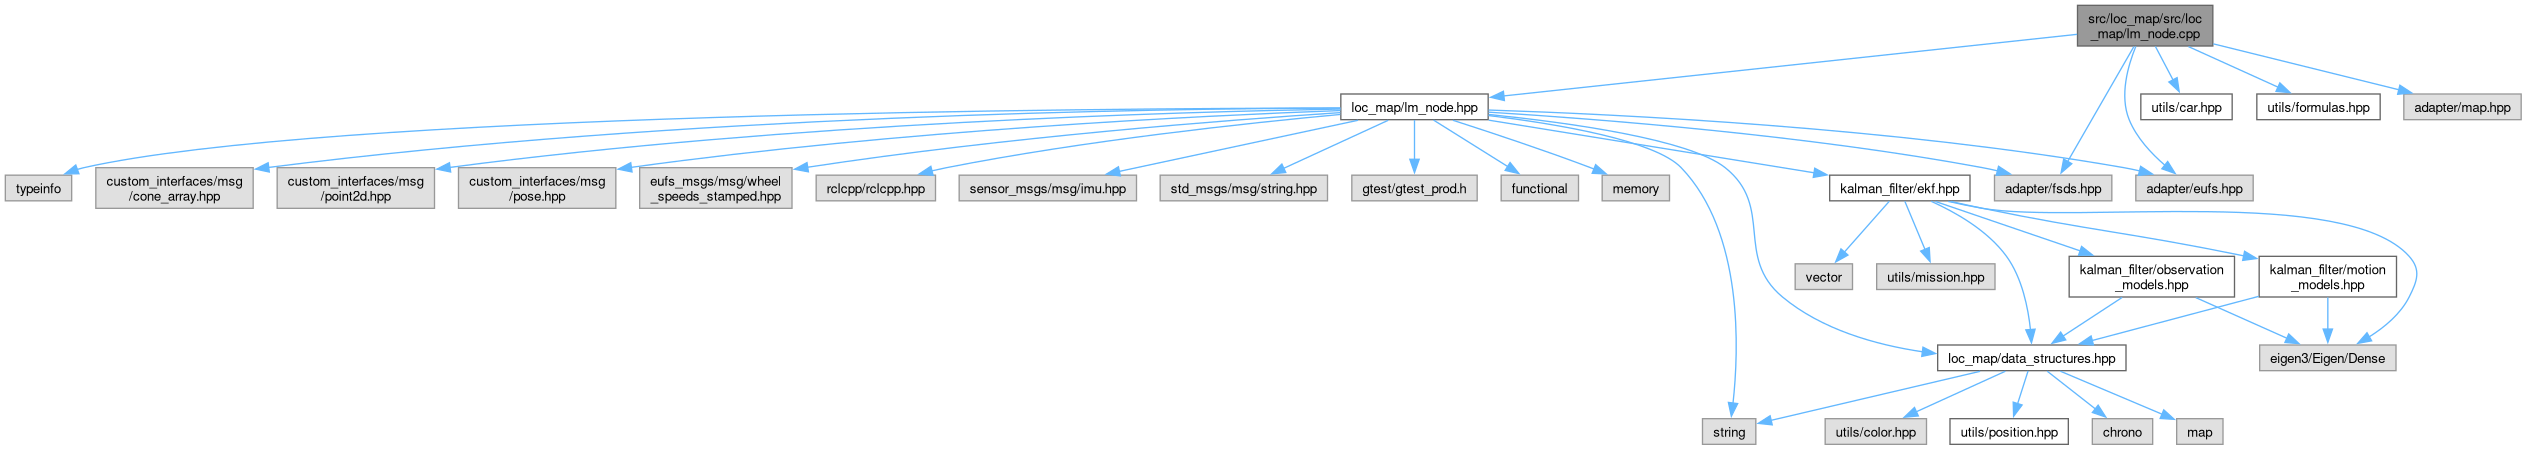 src/loc_map/src/loc
_map/lm_node.cpp
loc_map/lm_node.hpp
utils/car.hpp
utils/formulas.hpp
adapter/map.hpp
typeinfo
custom_interfaces/msg
/cone_array.hpp
custom_interfaces/msg
/point2d.hpp
custom_interfaces/msg
/pose.hpp
eufs_msgs/msg/wheel
_speeds_stamped.hpp
rclcpp/rclcpp.hpp
sensor_msgs/msg/imu.hpp
std_msgs/msg/string.hpp
gtest/gtest_prod.h
functional
memory
kalman_filter/ekf.hpp
adapter/fsds.hpp
adapter/eufs.hpp
vector
utils/mission.hpp
kalman_filter/observation
_models.hpp
kalman_filter/motion
_models.hpp
loc_map/data_structures.hpp
eigen3/Eigen/Dense
string
utils/color.hpp
utils/position.hpp
chrono
map